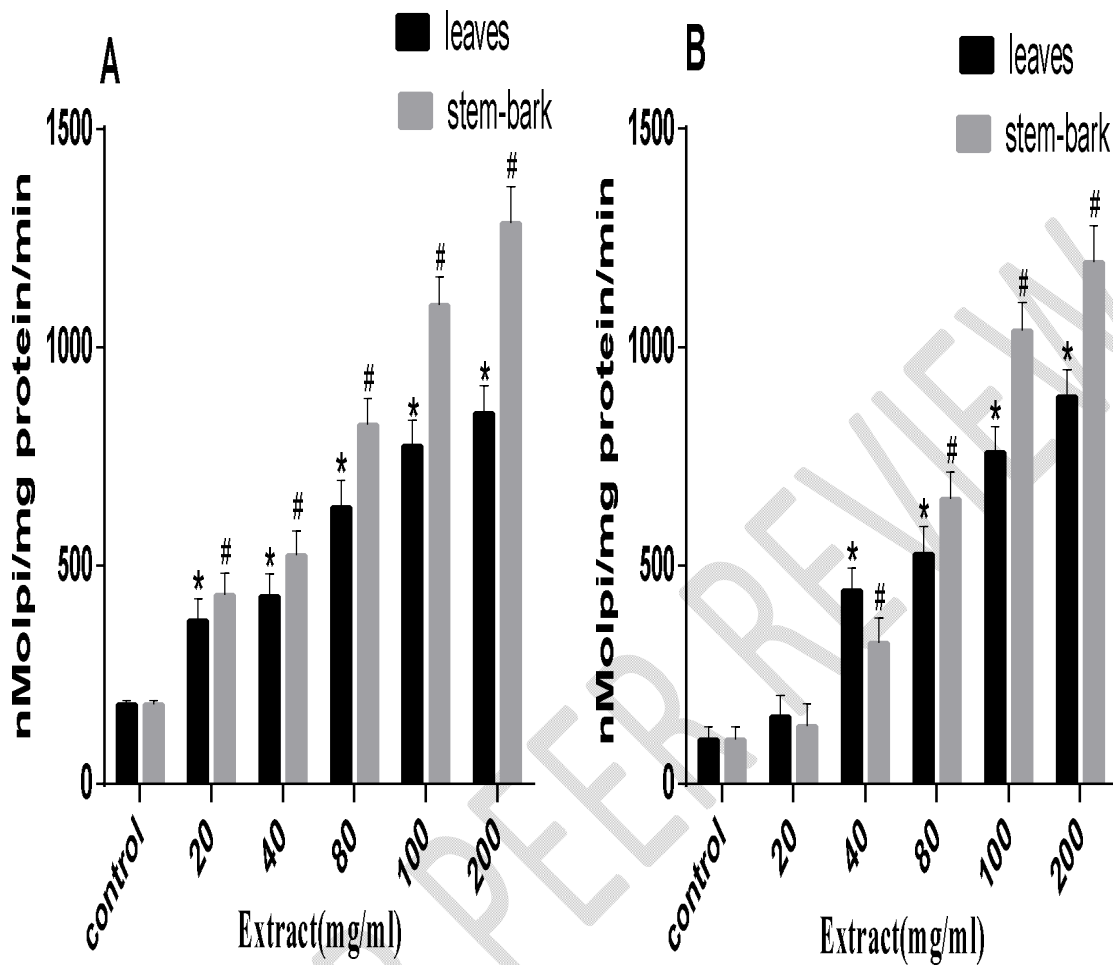 A
leaves
stem-bark
1500
1000
500
0
nMolpi/mg protein/min
* # * # * # * # * #
control 20 40 80 100 200
Extract(mg/ml)
B
leaves
stem-bark
1500
1000
500
0
nMolpi/mg protein/min
* # * # * # * #
control 20 40 80 100 200
Extract(mg/ml)
PEER REVIEW